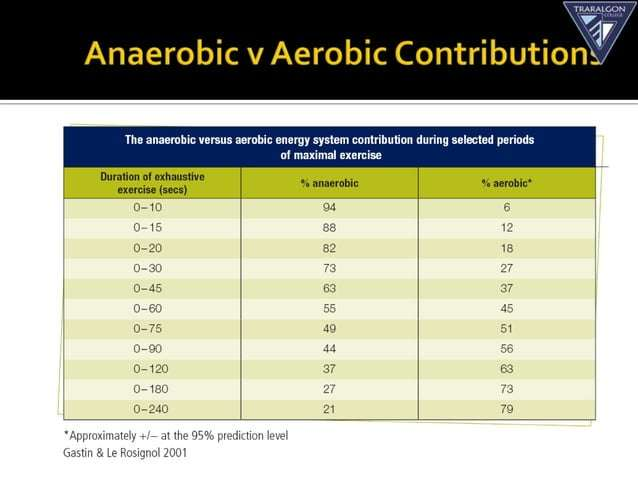 TRARALGON
COLLEGE
Anaerobic v Aerobic Contributions
The anaerobic versus aerobic energy system contribution during selected periods
of maximal exercise
Duration of exhaustive
exercise (secs) % anaerobic % aerobic*
0–10 94 6
0–15 88 12
0–20 82 18
0–30 73 27
0–45 63 37
0–60 55 45
0–75 49 51
0–90 44 56
0–120 37 63
0–180 27 73
0–240 21 79
*Approximately +/– at the 95% prediction level
Gastin & Le Rosignol 2001